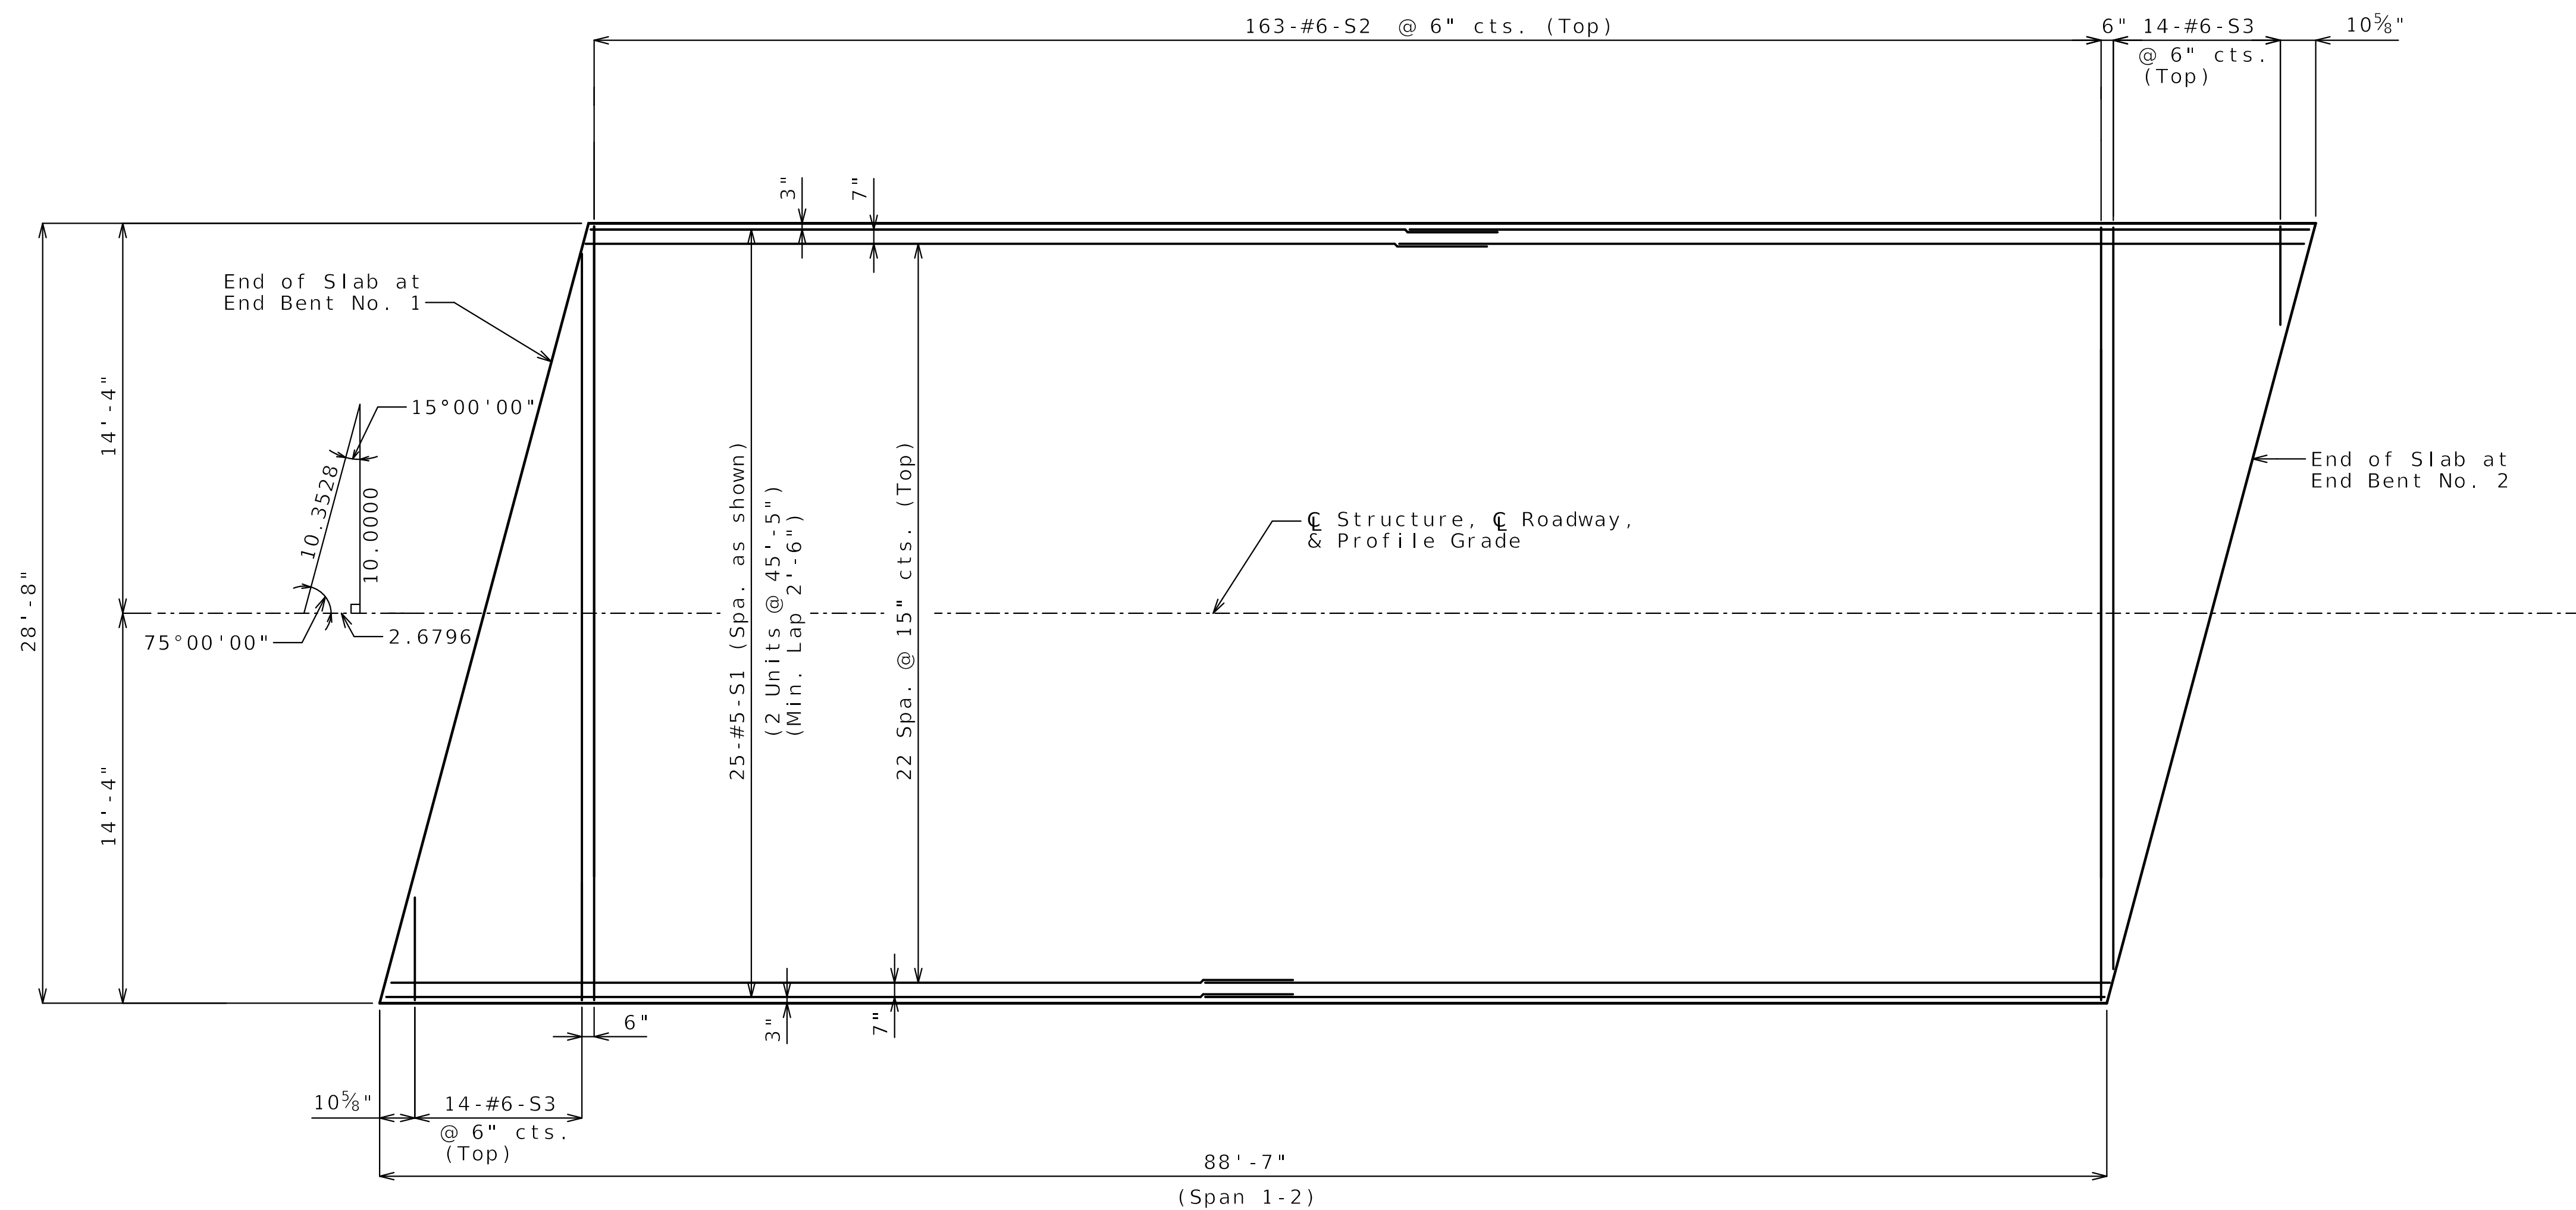 163-#6-S2 @ 6" cts. (Top)
6"
14-#6-S3
@ 6" cts.
(Top)
10⅝"
3"
7"
End of Slab at
End Bent No. 1
14'-4"
15°00'00"
10.3528
10.0000
28'-8"
75°00'00"
2.6796
25-#5-S1 (Spa. as shown)
(2 Units @ 45'-5")
(Min. Lap 2'-6")
22 Spa. @ 15" cts. (Top)
℄ Structure, ℄ Roadway,
& Profile Grade
End of Slab at
End Bent No. 2
14'-4"
6"
3"
7"
10⅝"
14-#6-S3
@ 6" cts.
(Top)
88'-7"
(Span 1-2)